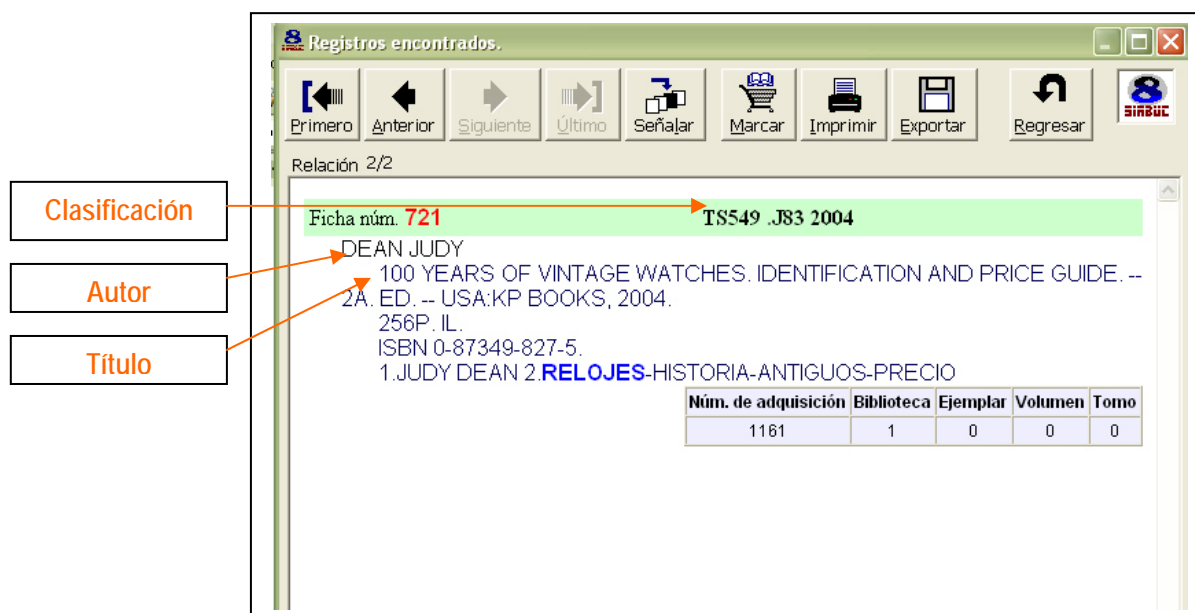 Registros encontrados.
Primero Anterior Siguiente Último Señalar Marcar Imprimir Exportar Regresar
SIABUC
Relación 2/2
Clasificación
Ficha núm. 721 TS549 .J83 2004
DEAN JUDY
Autor
100 YEARS OF VINTAGE WATCHES. IDENTIFICATION AND PRICE GUIDE. --
2A. ED. -- USA:KP BOOKS, 2004.
256P. IL.
ISBN 0-87349-827-5.
Título
1.JUDY DEAN 2.RELOJES-HISTORIA-ANTIGUOS-PRECIO
Núm. de adquisición Biblioteca Ejemplar Volumen Tomo
1161 1 0 0 0